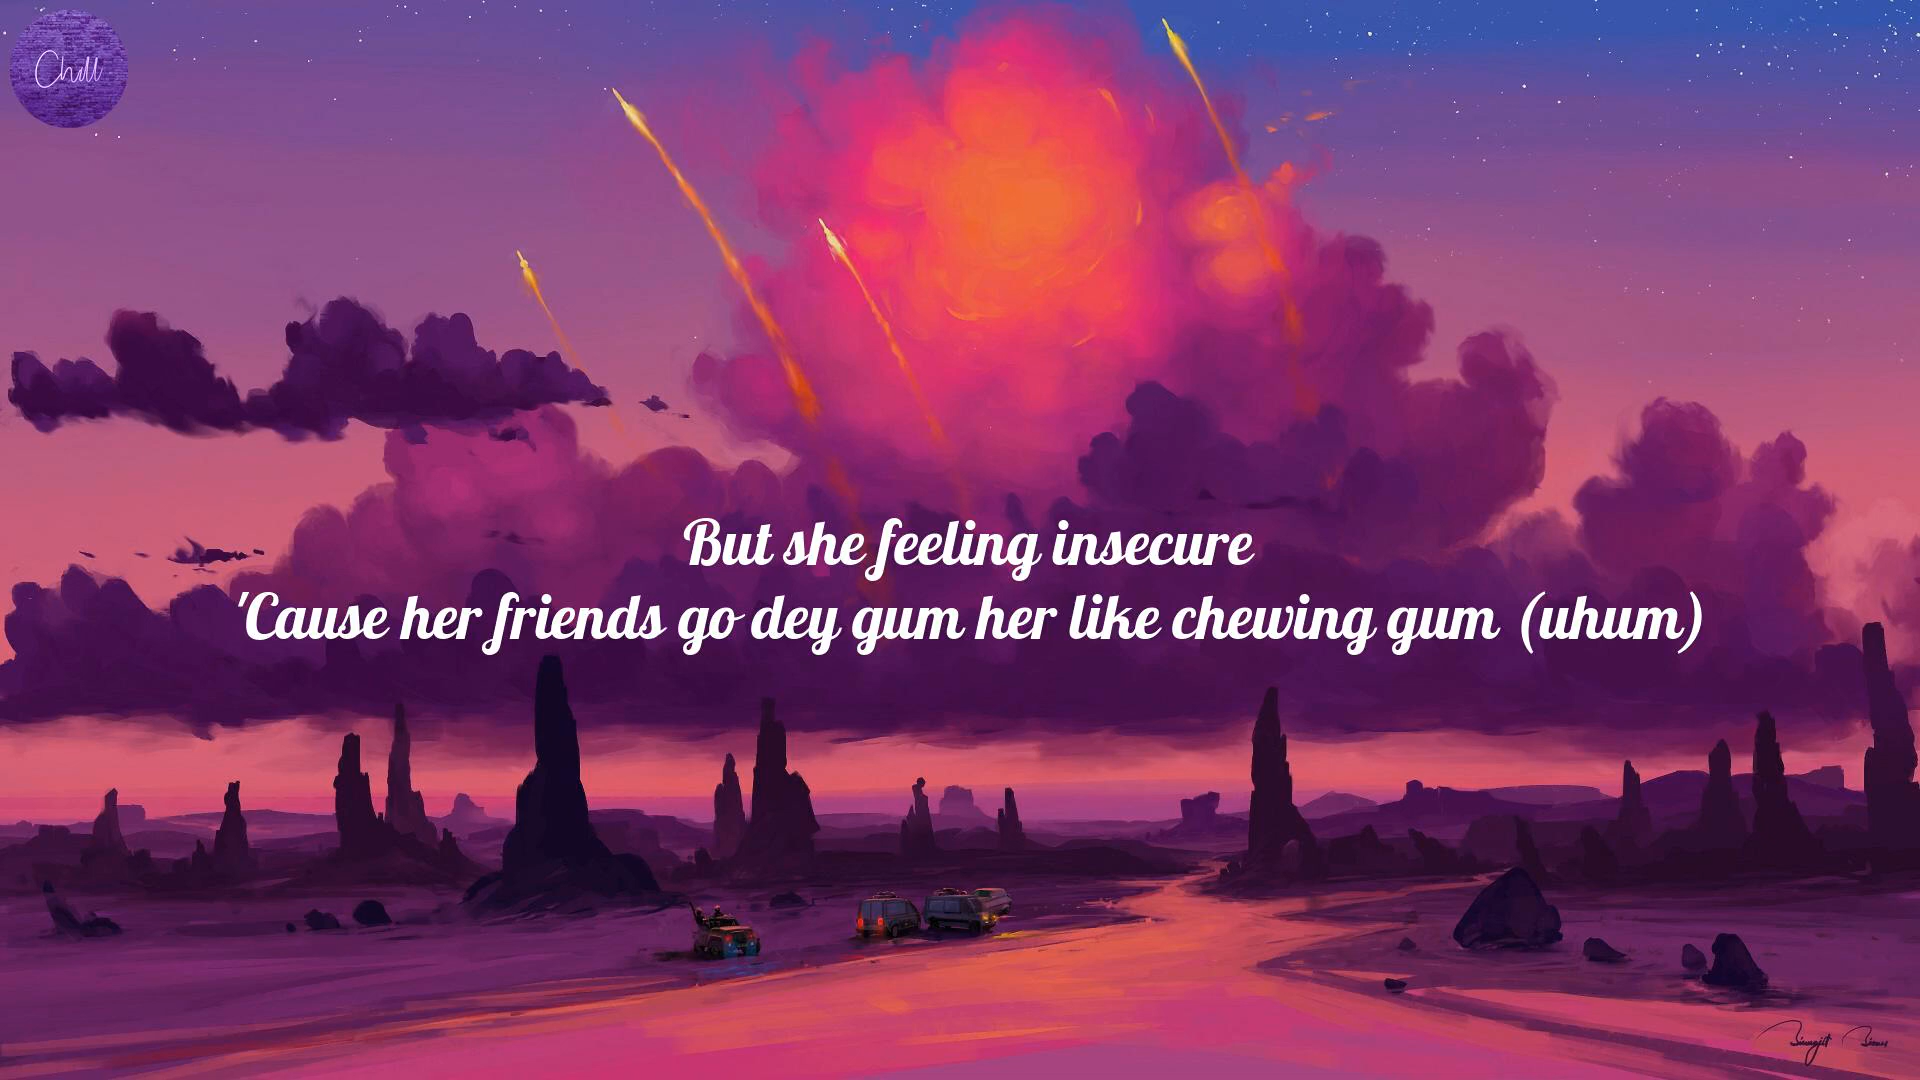 Chill
But she feeling insecure
'Cause her friends go dey gum her like chewing gum (uhum)